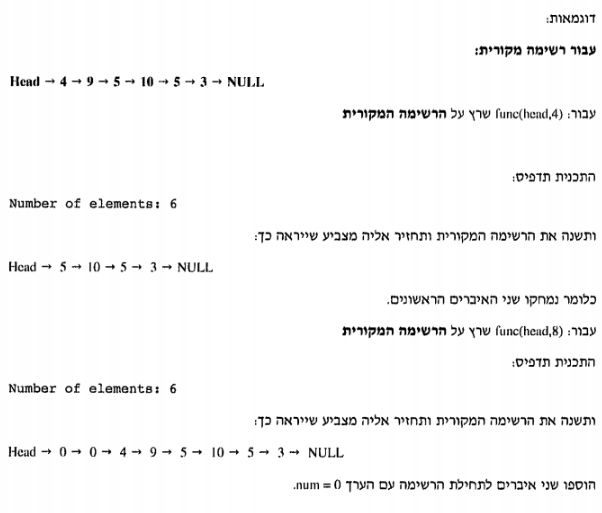 דוגמאות:
עבור רשימה מקורית:
Head → 4 → 9 → 5 → 10 → 5 → 3 → NULL
עבור: func(head,4) שרץ על הרשימה המקורית
התכנית תדפיס:
Number of elements: 6
ותשנה את הרשימה המקורית ותחזיר אליה מצביע שייראה כך:
Head → 5 → 10 → 5 → 3 → NULL
כלומר נמחקו שני האיברים הראשונים.
עבור: func(head,8) שרץ על הרשימה המקורית
התכנית תדפיס:
Number of elements: 6
ותשנה את הרשימה המקורית ותחזיר אליה מצביע שייראה כך:
Head → 0 → 0 → 4 → 9 → 5 → 10 → 5 → 3 → NULL
הוספו שני איברים לתחילת הרשימה עם הערך num = 0.